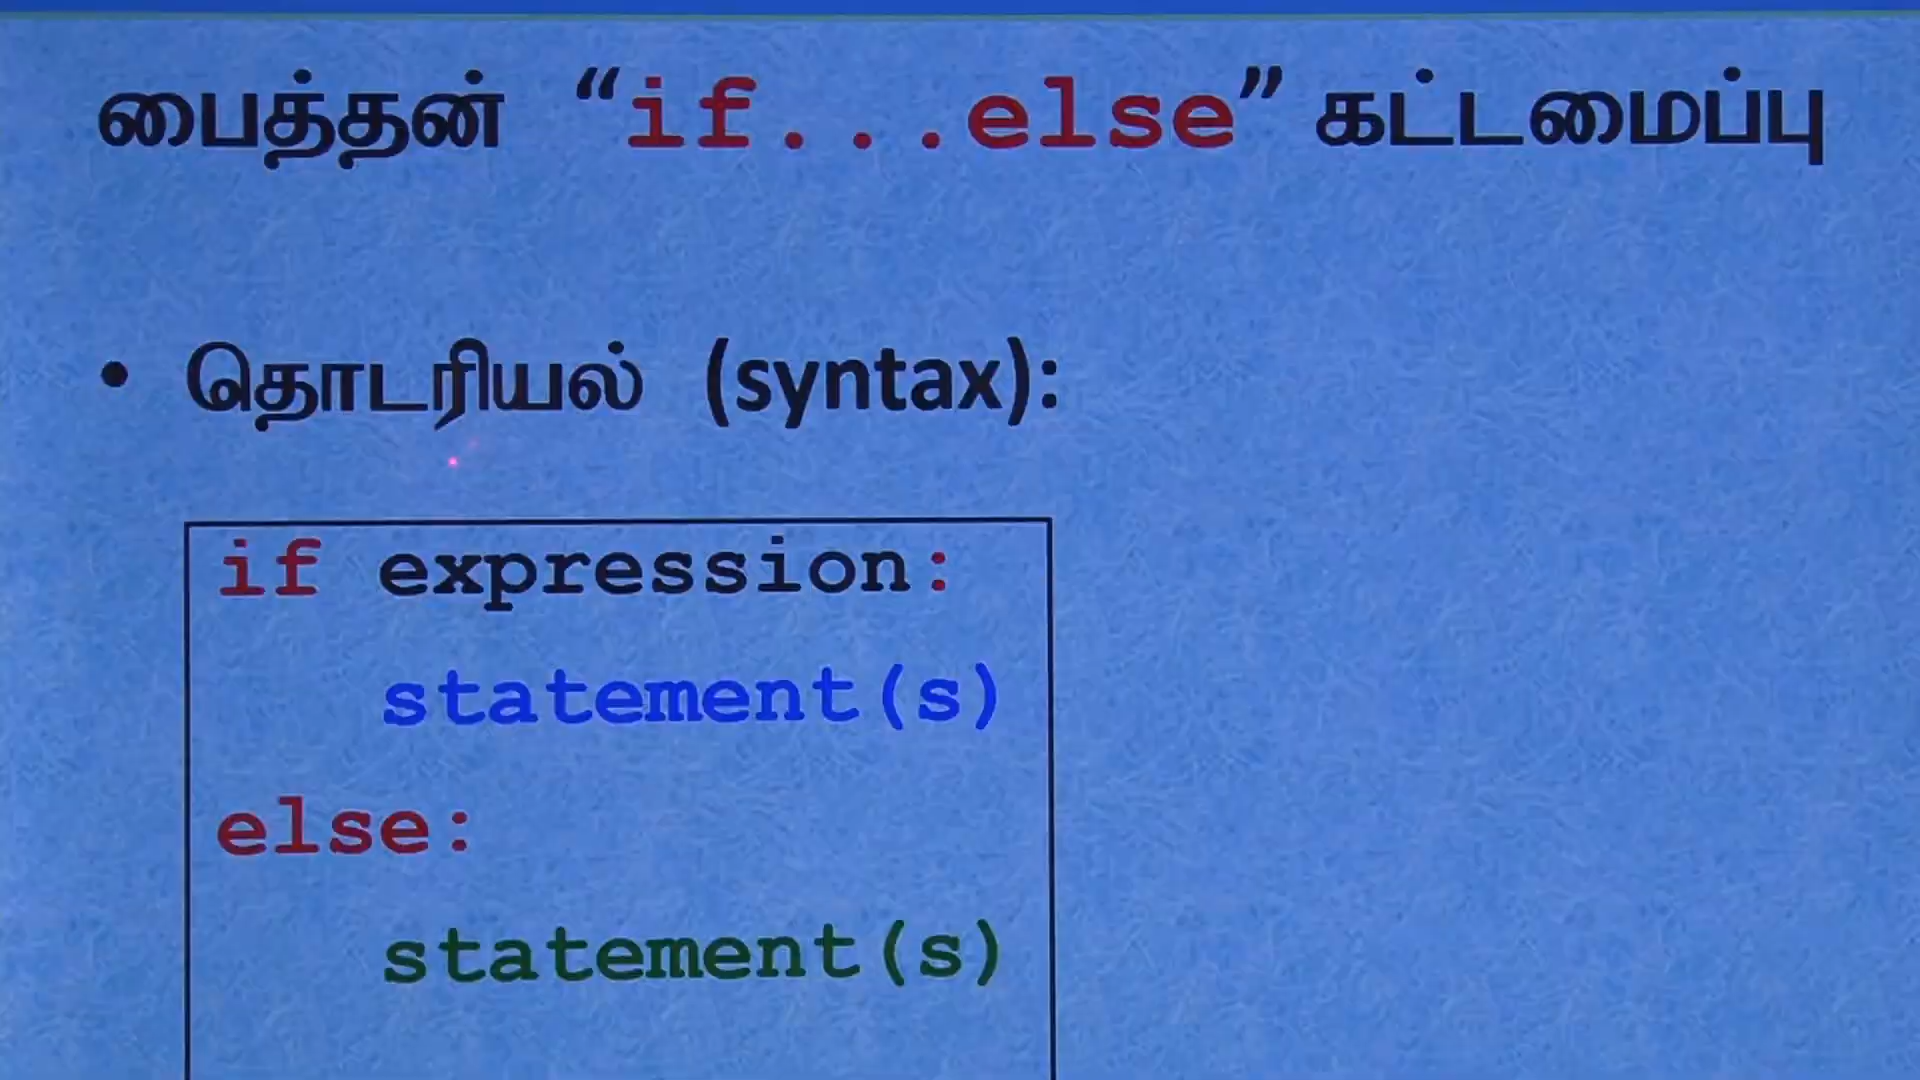 பைத்தன் “if...else” கட்டமைப்பு
• தொடரியல் (syntax):
if expression:
statement(s)
else:
statement(s)